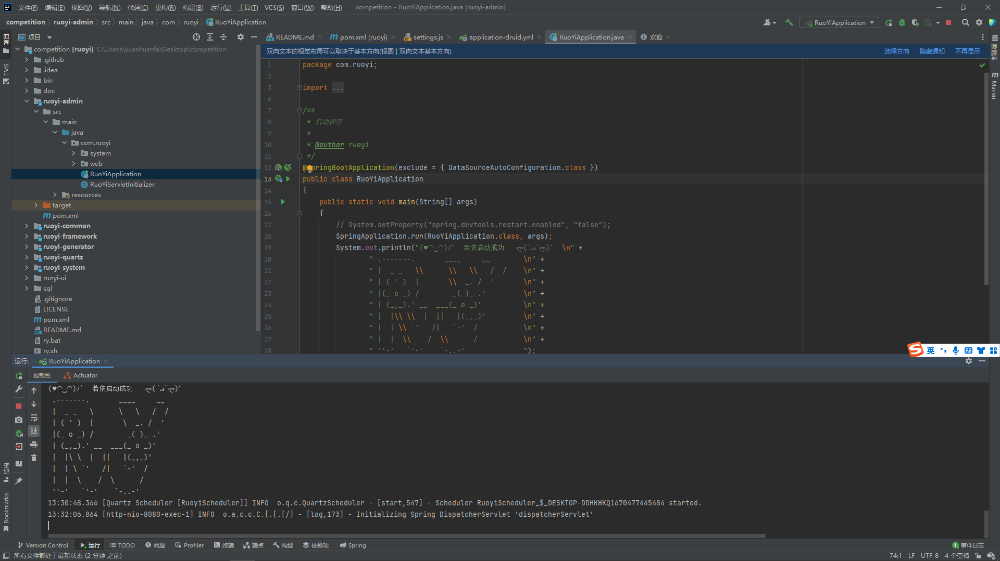 文件(F) 编辑(E) 视图(V) 导航(N) 代码(C) 重构(R) 构建(B) 运行(U) 工具(T) VCS(S) 窗口(W) 帮助(H) competition - RuoYiApplication.java [ruoyi-admin]
competition ruoyi-admin src main java com ruoyi RuoYiApplication
RuoYiApplication
项目
README.md pom.xml (ruoyi) settings.js application-druid.yml RuoYiApplication.java 欢迎
双向文本的视觉布局可以取决于基本方向(视图 | 双向文本基本方向) 选择方向 隐藏通知 不再显示
项目
TMS
结构
Bookmarks
数据库
Maven
competition [ruoyi] C:\Users\yuanhuanfa\Desktop\competition
.github
.idea
bin
doc
ruoyi-admin
src
main
java
com.ruoyi
system
web
RuoYiApplication
RuoYiServletInitializer
resources
target
pom.xml
ruoyi-common
ruoyi-framework
ruoyi-generator
ruoyi-quartz
ruoyi-system
ruoyi-ui
sql
.gitignore
LICENSE
pom.xml
README.md
ry.bat
ry.sh
1 package com.ruoyi;
2
3 import ...
6
7 /**
8  * 启动程序
9  *
10  * @author ruoyi
11  */
12 @SpringBootApplication(exclude = { DataSourceAutoConfiguration.class })
13 public class RuoYiApplication
14 {
15     public static void main(String[] args)
16     {
17         // System.setProperty("spring.devtools.restart.enabled", "false");
18         SpringApplication.run(RuoYiApplication.class, args);
19         System.out.println("(♥◠‿◠)ﾉﾞ  若依启动成功   ლ(´ڡ`ლ)ﾞ  \n" +
20                 " .-------.       ____     __        \n" +
21                 " |  _ _   \\      \\   \\   /  /    \n" +
22                 " | ( ' )  |       \\  _. /  '       \n" +
23                 " |(_ o _) /        _( )_ .'         \n" +
24                 " | (_,_).' __  ___(_ o _)'          \n" +
25                 " |  |\\ \\  |  ||   |(_,_)'         \n" +
26                 " |  | \\ `'   /|   `-'  /           \n" +
27                 " |  |  \\    /  \\      /           \n" +
28                 " ''-'   `'-'    `-..-'              ");
英
运行: RuoYiApplication
控制台 Actuator
(♥◠‿◠)ﾉﾞ  若依启动成功   ლ(´ڡ`ლ)ﾞ
 .-------.       ____     __
 |  _ _   \      \   \   /  /
 | ( ' )  |       \  _. /  '
 |(_ o _) /        _( )_ .'
 | (_,_).' __  ___(_ o _)'
 |  |\ \  |  ||   |(_,_)'
 |  | \ `'   /|   `-'  /
 |  |  \    /  \      /
 ''-'   `'-'    `-..-'
13:30:48.366 [Quartz Scheduler [RuoyiScheduler]] INFO  o.q.c.QuartzScheduler - [start,547] - Scheduler RuoyiScheduler_$_DESKTOP-DDHKHKQ1670477445484 started.
13:32:06.864 [http-nio-8080-exec-1] INFO  o.a.c.c.C.[.[.[/] - [log,173] - Initializing Spring DispatcherServlet 'dispatcherServlet'
Version Control 运行 TODO 问题 Profiler 终端 端点 构建 依赖项 Spring 1 事件日志
所有文件都处于最新状态 (2 分钟 之前) 74:1 LF UTF-8 4 个空格